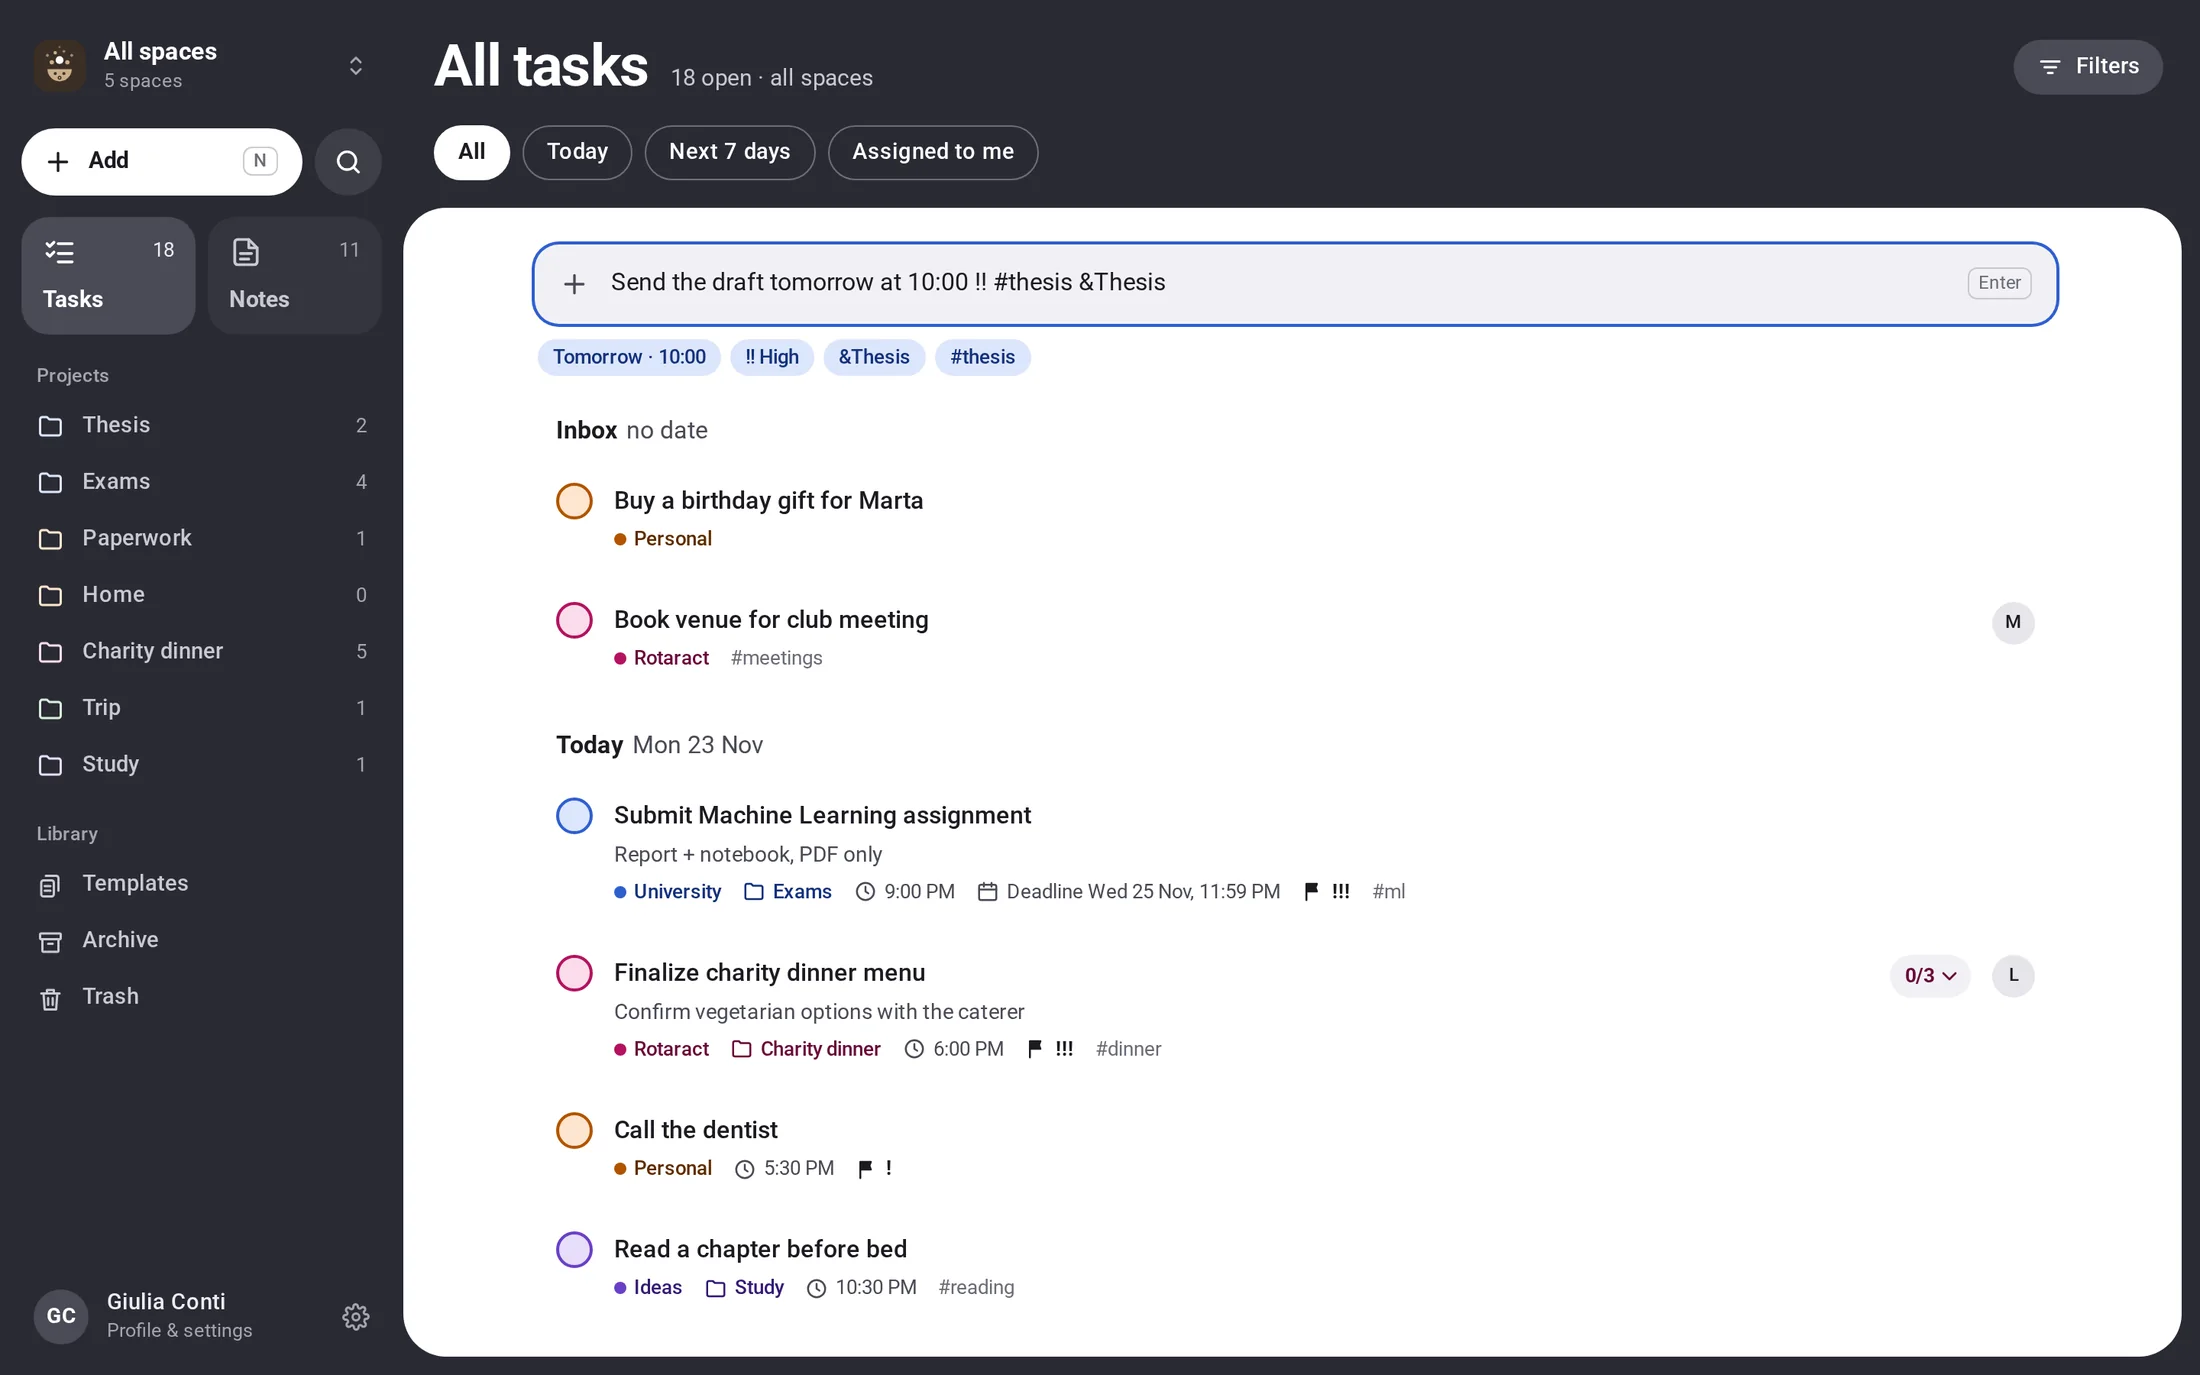 All spaces
5 spaces
Add N
Tasks 18
Notes 11
Projects
Thesis 2
Exams 4
Paperwork 1
Home 0
Charity dinner 5
Trip 1
Study 1
Library
Templates
Archive
Trash
GC
Giulia Conti
Profile & settings
All tasks 18 open · all spaces
Filters
All Today Next 7 days Assigned to me
Send the draft tomorrow at 10:00 !! #thesis &Thesis Enter
Tomorrow · 10:00 !! High &Thesis #thesis
Inbox no date
Buy a birthday gift for Marta
Personal
Book venue for club meeting M
Rotaract #meetings
Today Mon 23 Nov
Submit Machine Learning assignment
Report + notebook, PDF only
University Exams 9:00 PM Deadline Wed 25 Nov, 11:59 PM !!! #ml
Finalize charity dinner menu 0/3 L
Confirm vegetarian options with the caterer
Rotaract Charity dinner 6:00 PM !!! #dinner
Call the dentist
Personal 5:30 PM !
Read a chapter before bed
Ideas Study 10:30 PM #reading